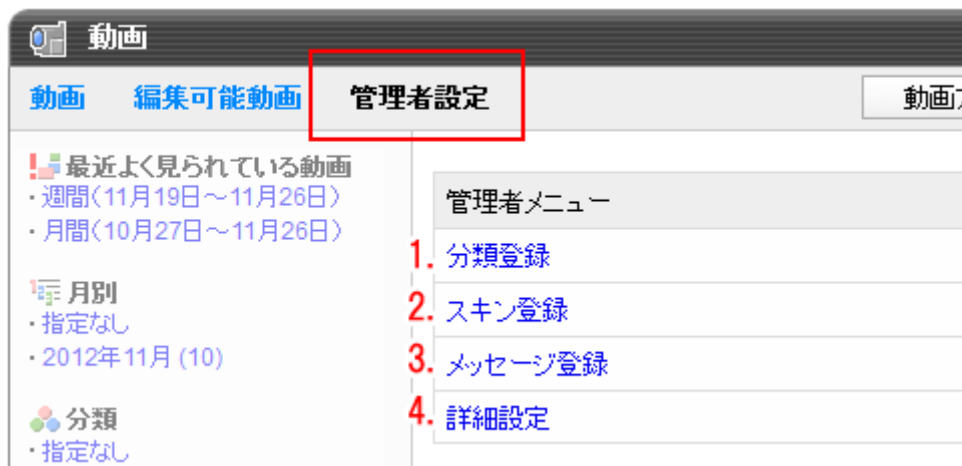 動画
動画 編集可能動画 管理者設定 動画
最近よく見られている動画
・週間(11月19日～11月26日)
・月間(10月27日～11月26日)
月別
・指定なし
・2012年11月 (10)
分類
・指定なし
管理者メニュー
1. 分類登録
2. スキン登録
3. メッセージ登録
4. 詳細設定